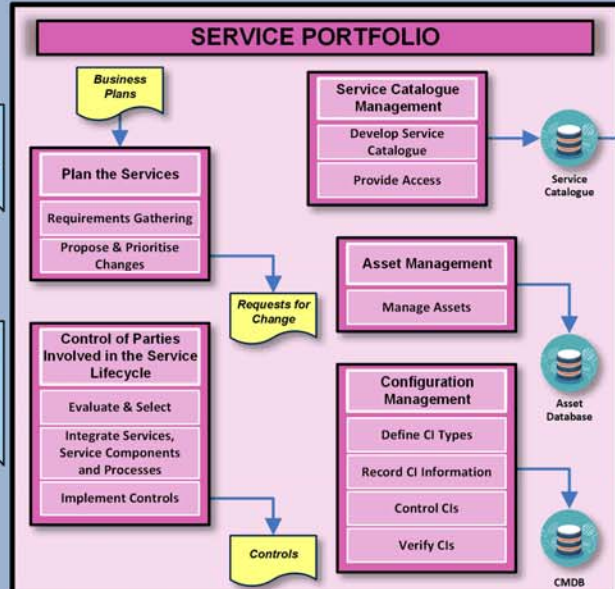 SERVICE PORTFOLIO
Business
Plans
Plan the Services
Requirements Gathering
Propose & Prioritise
Changes
Requests for
Change
Control of Parties
Involved in the Service
Lifecycle
Evaluate & Select
Integrate Services,
Service Components
and Processes
Implement Controls
Controls
Service Catalogue
Management
Develop Service
Catalogue
Provide Access
Service
Catalogue
Asset Management
Manage Assets
Asset
Database
Configuration
Management
Define CI Types
Record CI Information
Control CIs
Verify CIs
CMDB